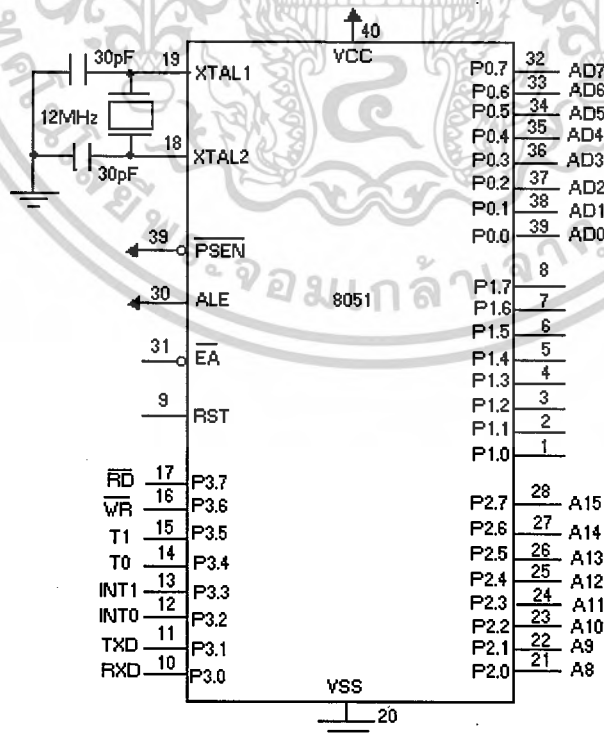 40
VCC
30pF
19
XTAL1
12MHz
18
XTAL2
30pF
39
PSEN
30
ALE
8051
31
EA
9
RST
RD 17 P3.7
WR 16 P3.6
T1 15 P3.5
T0 14 P3.4
INT1 13 P3.3
INT0 12 P3.2
TXD 11 P3.1
RXD 10 P3.0
P0.7 32 AD7
P0.6 33 AD6
P0.5 34 AD5
P0.4 35 AD4
P0.3 36 AD3
P0.2 37 AD2
P0.1 38 AD1
P0.0 39 AD0
P1.7 8
P1.6 7
P1.5 6
P1.4 5
P1.3 4
P1.2 3
P1.1 2
P1.0 1
P2.7 28 A15
P2.6 27 A14
P2.5 26 A13
P2.4 25 A12
P2.3 24 A11
P2.2 23 A10
P2.1 22 A9
P2.0 21 A8
VSS
20